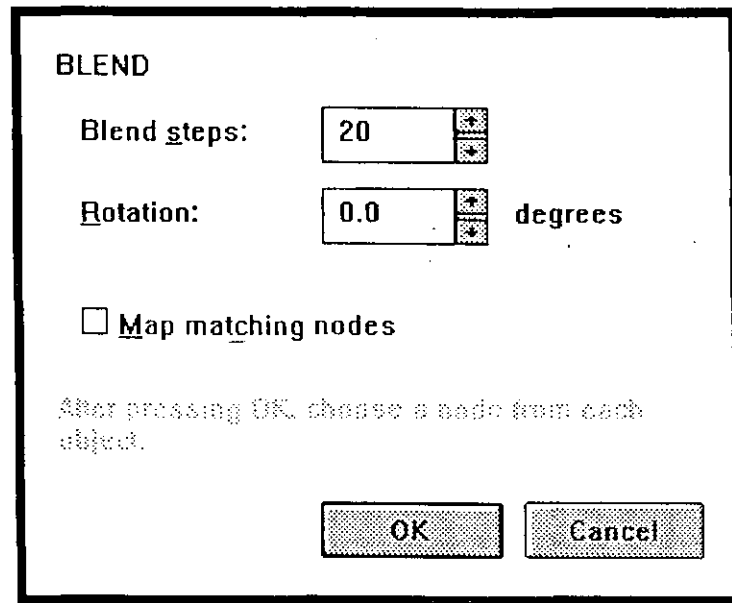 BLEND
Blend steps: 20
Rotation: 0.0 degrees
Map matching nodes
After pressing OK, choose a node from each
object.
OK Cancel